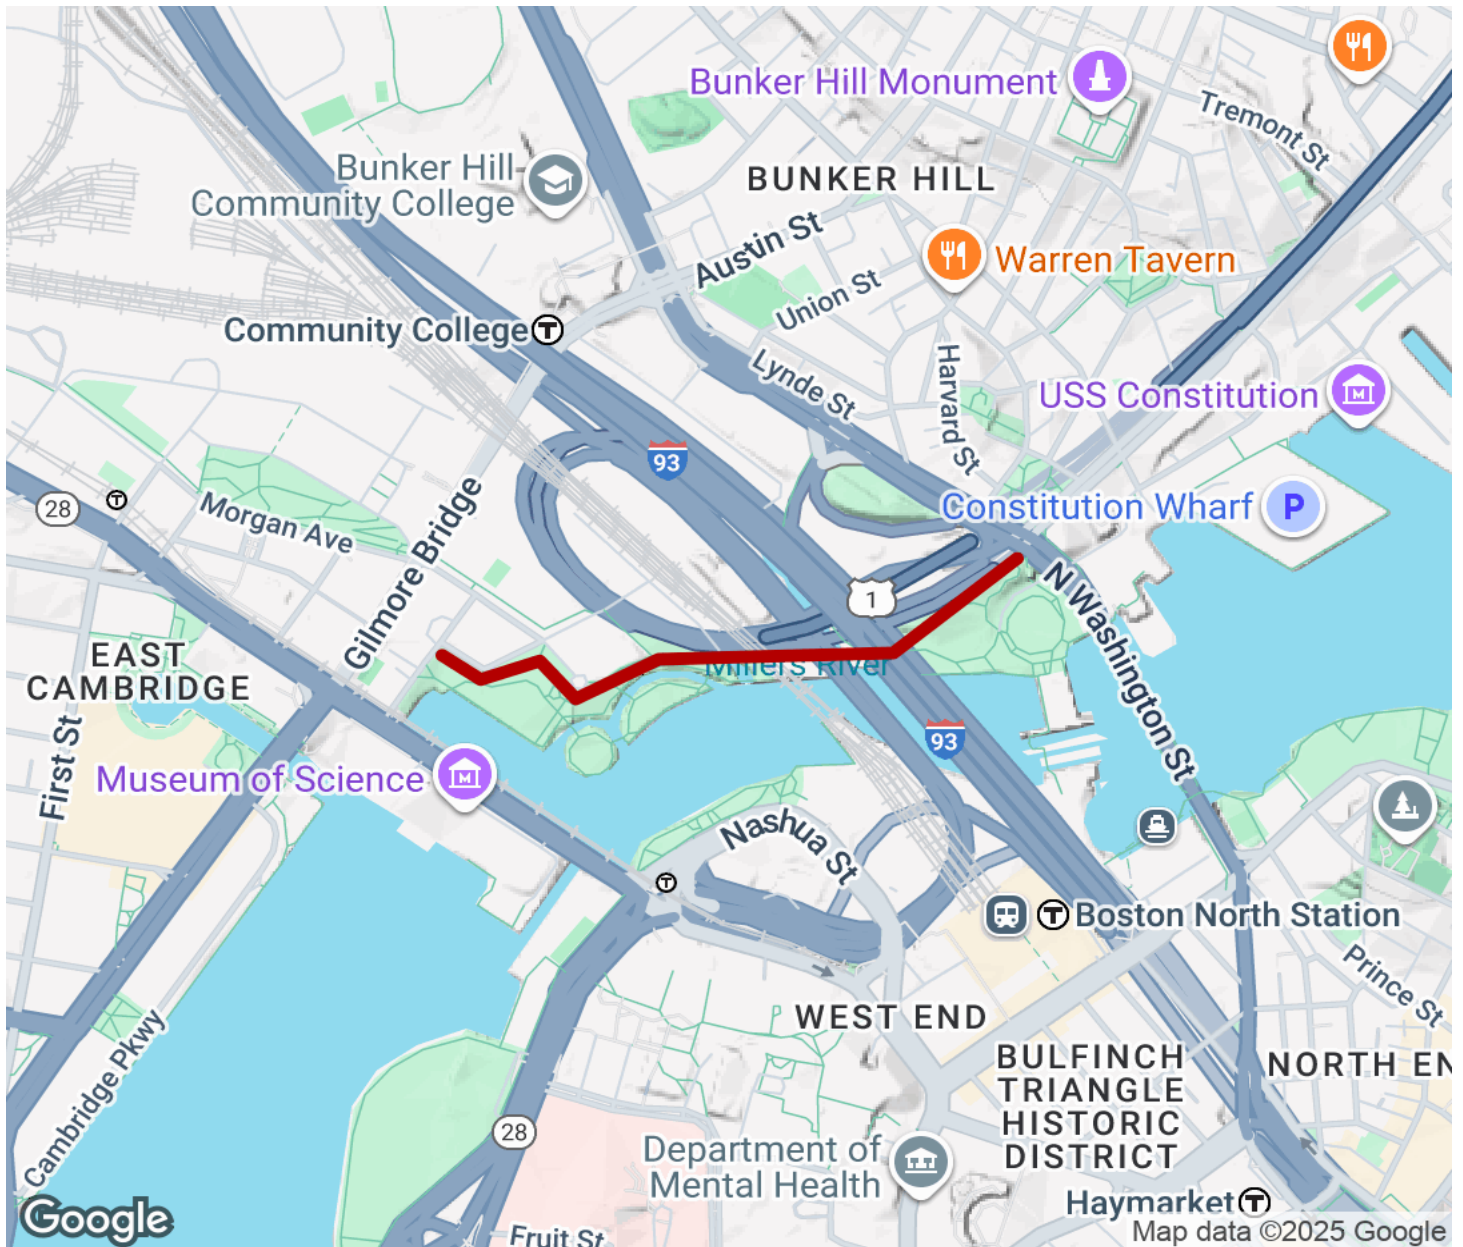 Bunker Hill Monument
Tremont St
Bunker Hill
Community College
BUNKER HILL
Austin St
Union St
Warren Tavern
Community College
T
Lynde St
Harvard St
USS Constitution
M
93
28
T
Morgan Ave
Gilmore Bridge
Constitution Wharf
P
1
N Washington St
EAST
CAMBRIDGE
Millers River
First St
93
Museum of Science
M
Nashua St
T
T
Boston North Station
Prince St
WEST END
Cambridge Pkwy
BULFINCH
TRIANGLE
HISTORIC
DISTRICT
NORTH EN
28
Department of
Mental Health
Haymarket
T
Google
Fruit St
Map data ©2025 Google